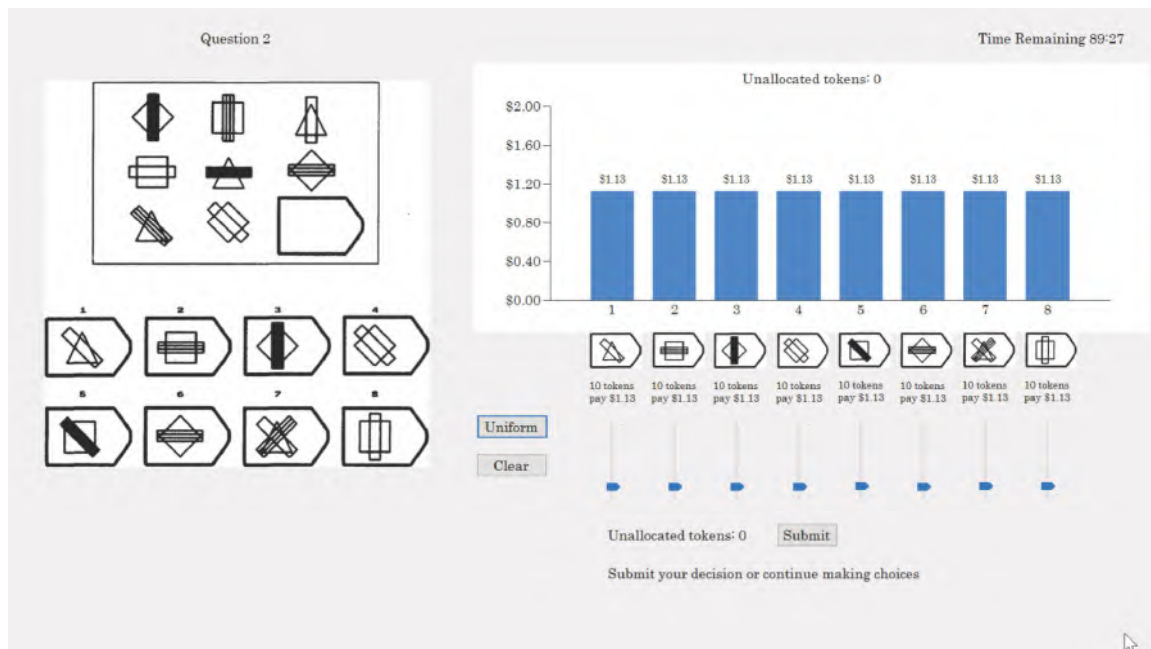 Question 2
Time Remaining 89:27
1 2 3 4
5 6 7 8
Unallocated tokens: 0
$2.00
$1.60
$1.20
$0.80
$0.40
$0.00
$1.13 $1.13 $1.13 $1.13 $1.13 $1.13 $1.13 $1.13
1 2 3 4 5 6 7 8
10 tokens 10 tokens 10 tokens 10 tokens 10 tokens 10 tokens 10 tokens 10 tokens
pay $1.13 pay $1.13 pay $1.13 pay $1.13 pay $1.13 pay $1.13 pay $1.13 pay $1.13
Uniform
Clear
Unallocated tokens: 0 Submit
Submit your decision or continue making choices